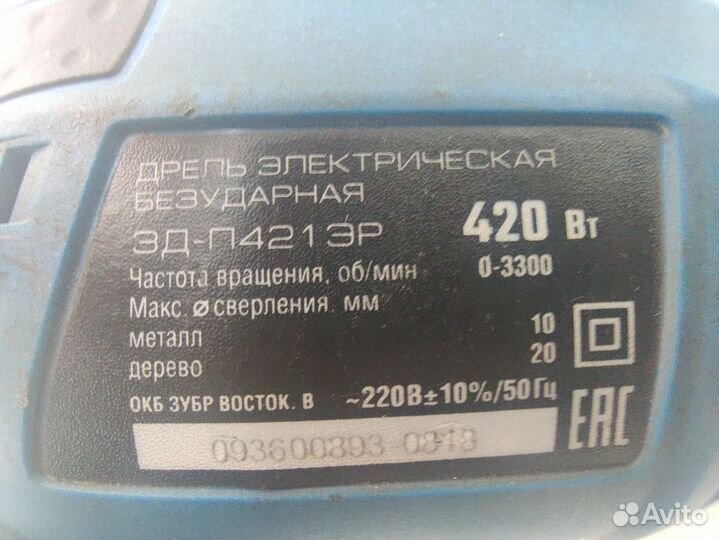 ДРЕЛЬ ЭЛЕКТРИЧЕСКАЯ
БЕЗУДАРНАЯ
ЗД-П421ЭР 420 Вт
Частота вращения, об/мин 0-3300
Макс. ⌀ сверления, мм
металл 10
дерево 20
ОКБ ЗУБР ВОСТОК. В ~220В±10%/50Гц
093600893 0818
EAC
Avito